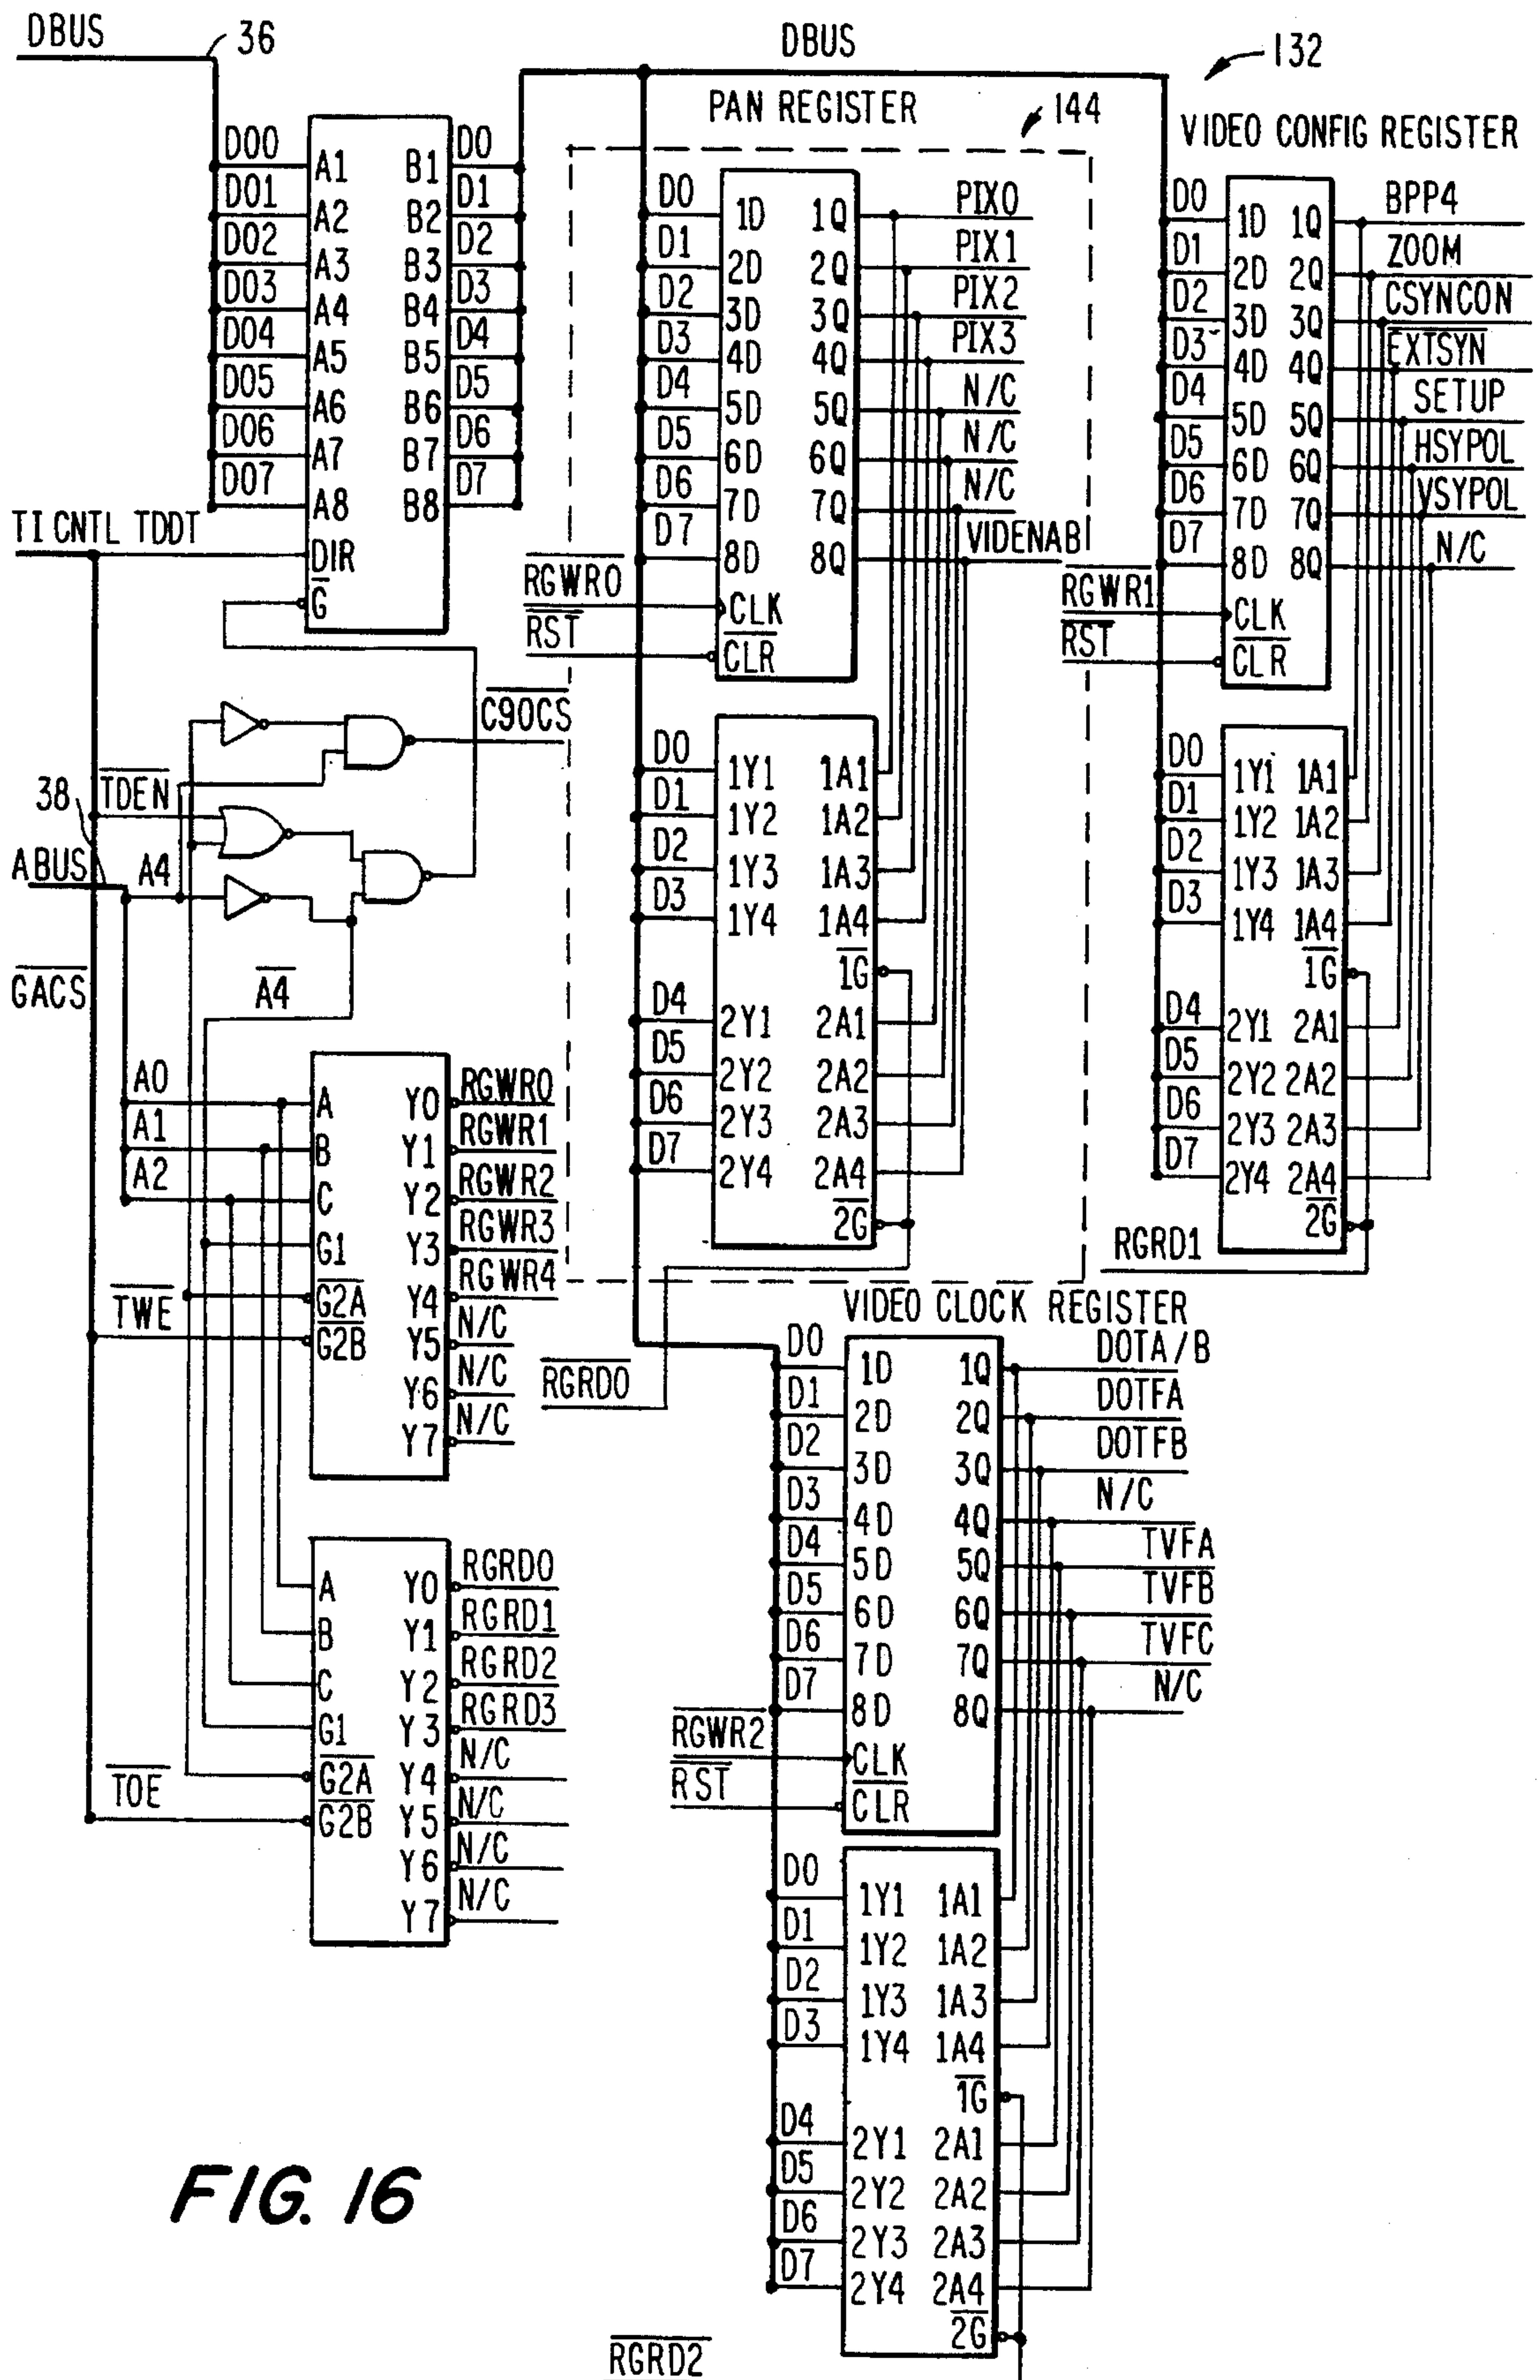 DBUS
36
DBUS
132
PAN REGISTER
144
VIDEO CONFIG REGISTER
D00 A1 B1 D0
D01 A2 B2 D1
D02 A3 B3 D2
D03 A4 B4 D3
D04 A5 B5 D4
D05 A6 B6 D5
D06 A7 B7 D6
D07 A8 B8 D7
TI CNTL TDDT DIR
G
D0 1D 1Q PIX0
D1 2D 2Q PIX1
D2 3D 3Q PIX2
D3 4D 4Q PIX3
D4 5D 5Q N/C
D5 6D 6Q N/C
D6 7D 7Q N/C
D7 8D 8Q VIDENAB
RGWR0 CLK
RST CLR
D0 1D 1Q BPP4
D1 2D 2Q ZOOM
D2 3D 3Q CSYNCON
D3 4D 4Q EXTSYN
D4 5D 5Q SETUP
D5 6D 6Q HSYPOL
D6 7D 7Q VSYPOL
D7 8D 8Q N/C
RGWR1 CLK
RST CLR
C90CS
TDEN
38
ABUS A4
GACS
A4
D0 1Y1 1A1
D1 1Y2 1A2
D2 1Y3 1A3
D3 1Y4 1A4
1G
D4 2Y1 2A1
D5 2Y2 2A2
D6 2Y3 2A3
D7 2Y4 2A4
2G
RGRD0
D0 1Y1 1A1
D1 1Y2 1A2
D2 1Y3 1A3
D3 1Y4 1A4
1G
D4 2Y1 2A1
D5 2Y2 2A2
D6 2Y3 2A3
D7 2Y4 2A4
2G
RGRD1
A0 A Y0 RGWR0
A1 B Y1 RGWR1
A2 C Y2 RGWR2
G1 Y3 RGWR3
TWE G2A Y4 RGWR4
G2B Y5 N/C
Y6 N/C
Y7 N/C
A Y0 RGRD0
B Y1 RGRD1
C Y2 RGRD2
G1 Y3 RGRD3
TOE G2A Y4 N/C
G2B Y5 N/C
Y6 N/C
Y7 N/C
VIDEO CLOCK REGISTER
D0 1D 1Q DOTA/B
D1 2D 2Q DOTFA
D2 3D 3Q DOTFB
D3 4D 4Q N/C
D4 5D 5Q TVFA
D5 6D 6Q TVFB
D6 7D 7Q TVFC
D7 8D 8Q N/C
RGWR2 CLK
RST CLR
D0 1Y1 1A1
D1 1Y2 1A2
D2 1Y3 1A3
D3 1Y4 1A4
1G
D4 2Y1 2A1
D5 2Y2 2A2
D6 2Y3 2A3
D7 2Y4 2A4
2G
RGRD2
FIG. 16